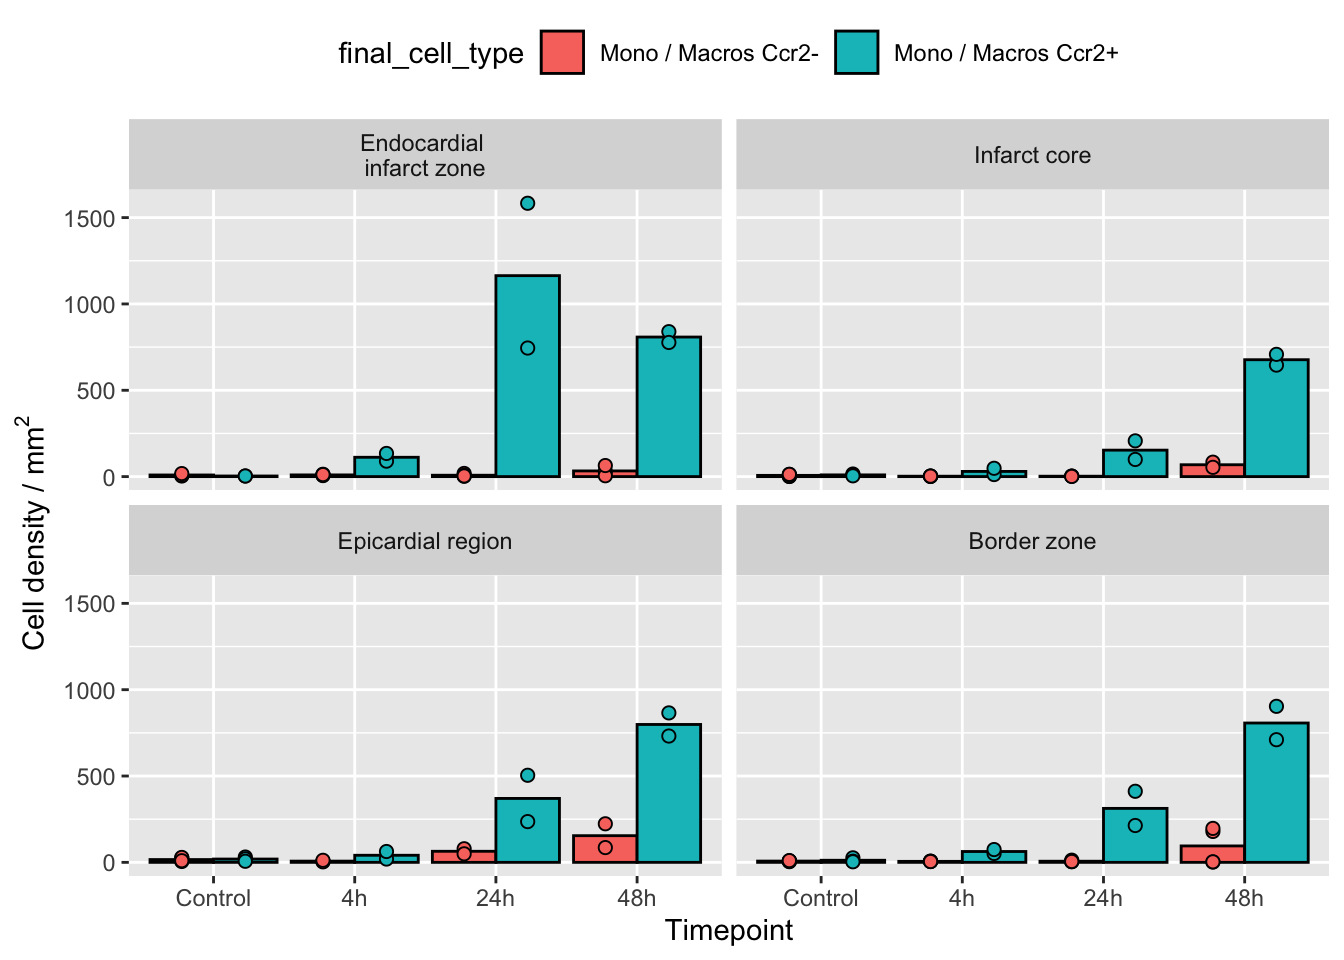 final_cell_type Mono / Macros Ccr2- Mono / Macros Ccr2+
Endocardial
infarct zone
Infarct core
1500
1000
500
0
Epicardial region
Border zone
1500
1000
500
0
Cell density / mm²
Control 4h 24h 48h Control 4h 24h 48h
Timepoint